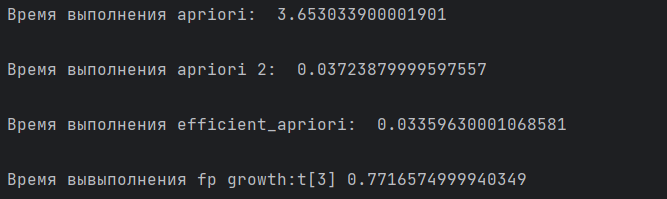 Время выполнения apriori:  3.653033900001901
Время выполнения apriori 2:  0.03723879999597557
Время выполнения efficient_apriori:  0.03359630001068581
Время вывыполнения fp growth:t[3] 0.7716574999940349